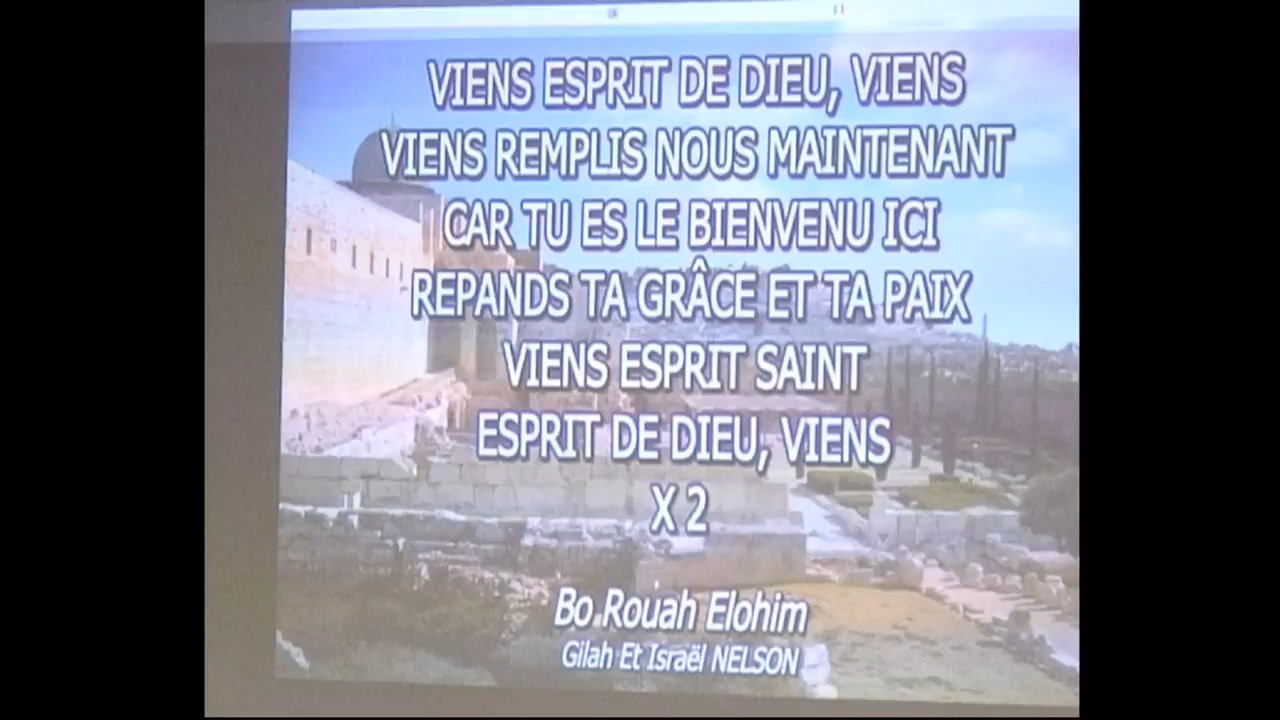 VIENS ESPRIT DE DIEU, VIENS
VIENS REMPLIS NOUS MAINTENANT
CAR TU ES LE BIENVENU ICI
REPANDS TA GRÂCE ET TA PAIX
VIENS ESPRIT SAINT
ESPRIT DE DIEU, VIENS
X 2
Bo Rouah Elohim
Gilah Et Israël NELSON